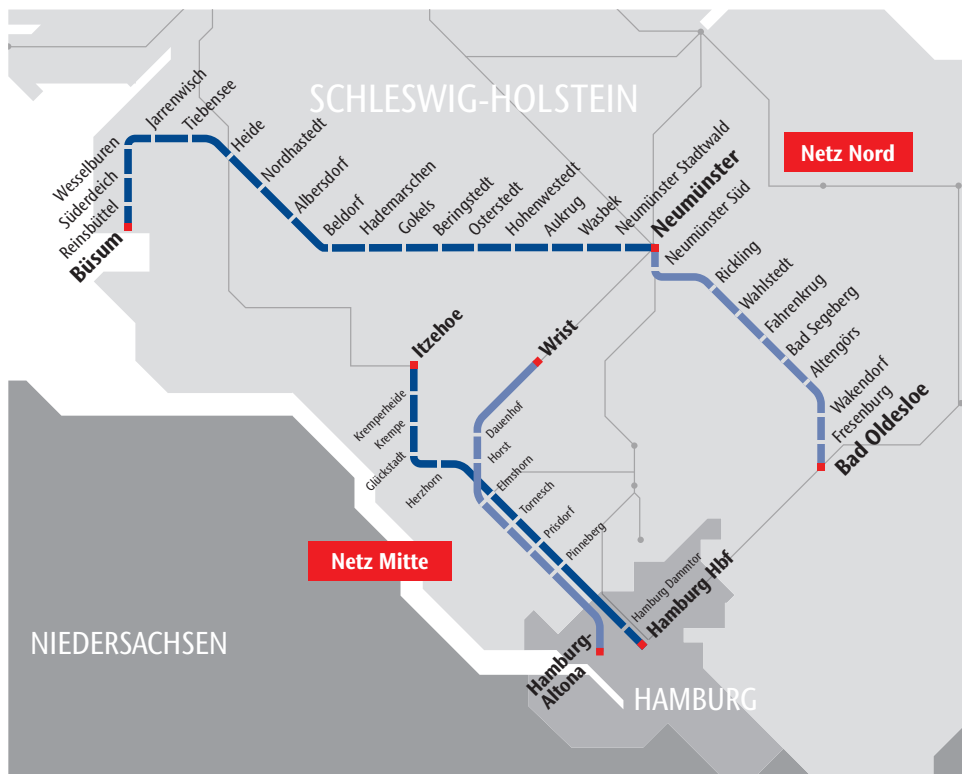 SCHLESWIG-HOLSTEIN
Netz Nord
Büsum
Reinsbüttel
Süderdeich
Wesselburen
Jarrenwisch
Tiebensee
Heide
Nordhastedt
Albersdorf
Beldorf
Hademarschen
Gokels
Beringstedt
Osterstedt
Hohenwestedt
Aukrug
Wasbek
Neumünster Stadtwald
Neumünster
Neumünster Süd
Rickling
Wahlstedt
Fahrenkrug
Bad Segeberg
Altengörs
Wakendorf
Fresenburg
Bad Oldesloe
Itzehoe
Kremperheide
Krempe
Glückstadt
Herzhorn
Wrist
Dauenhof
Horst
Elmshorn
Tornesch
Prisdorf
Pinneberg
Hamburg Dammtor
Hamburg Hbf
Hamburg-
Altona
Netz Mitte
NIEDERSACHSEN
HAMBURG